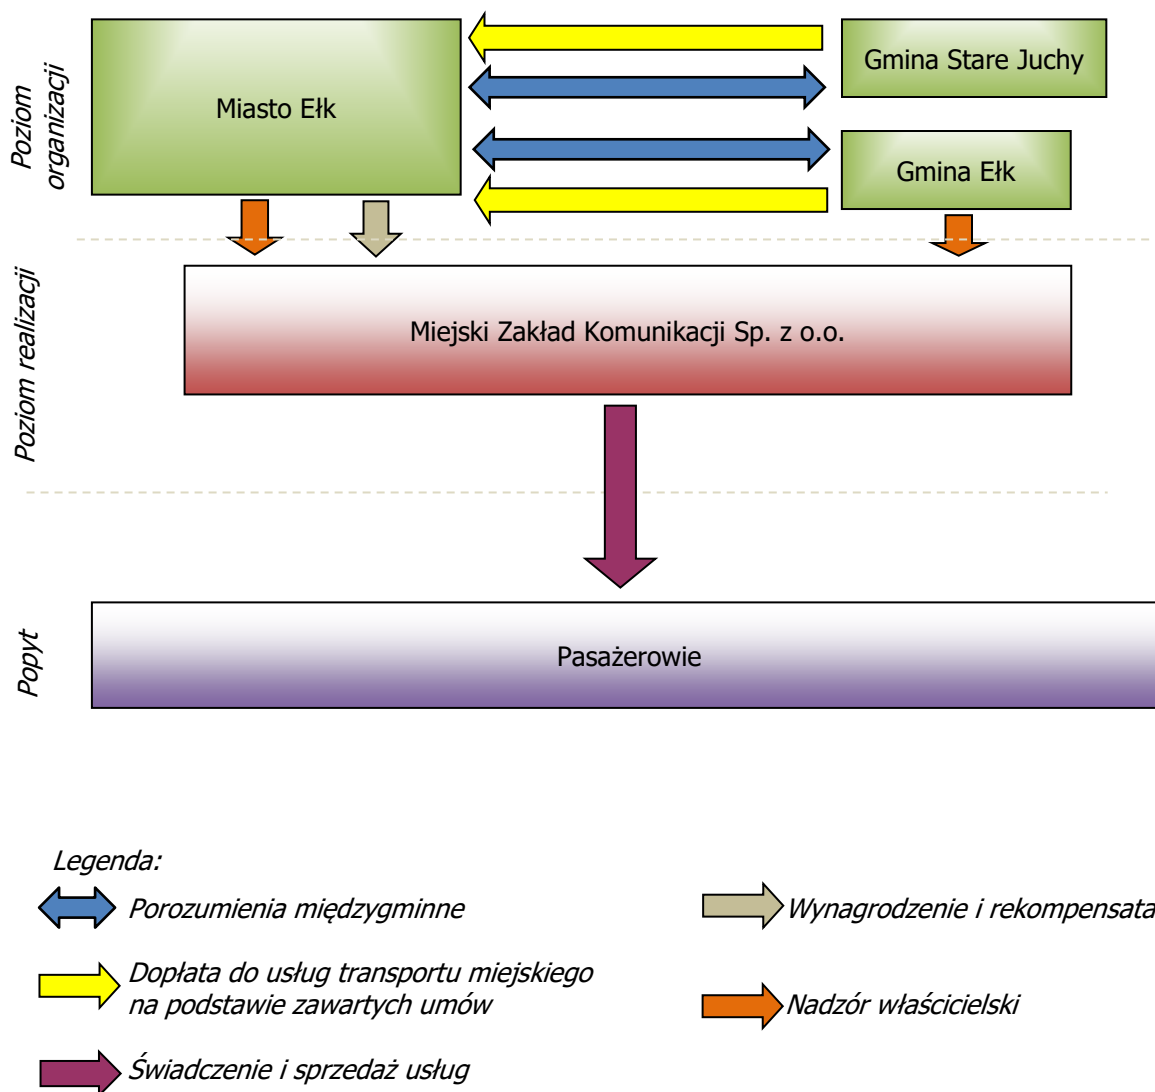 Poziom
organizacji
Miasto Ełk
Gmina Stare Juchy
Gmina Ełk
Poziom realizacji
Miejski Zakład Komunikacji Sp. z o.o.
Popyt
Pasażerowie
Legenda:
Porozumienia międzygminne
Wynagrodzenie i rekompensata
Dopłata do usług transportu miejskiego
na podstawie zawartych umów
Nadzór właścicielski
Świadczenie i sprzedaż usług